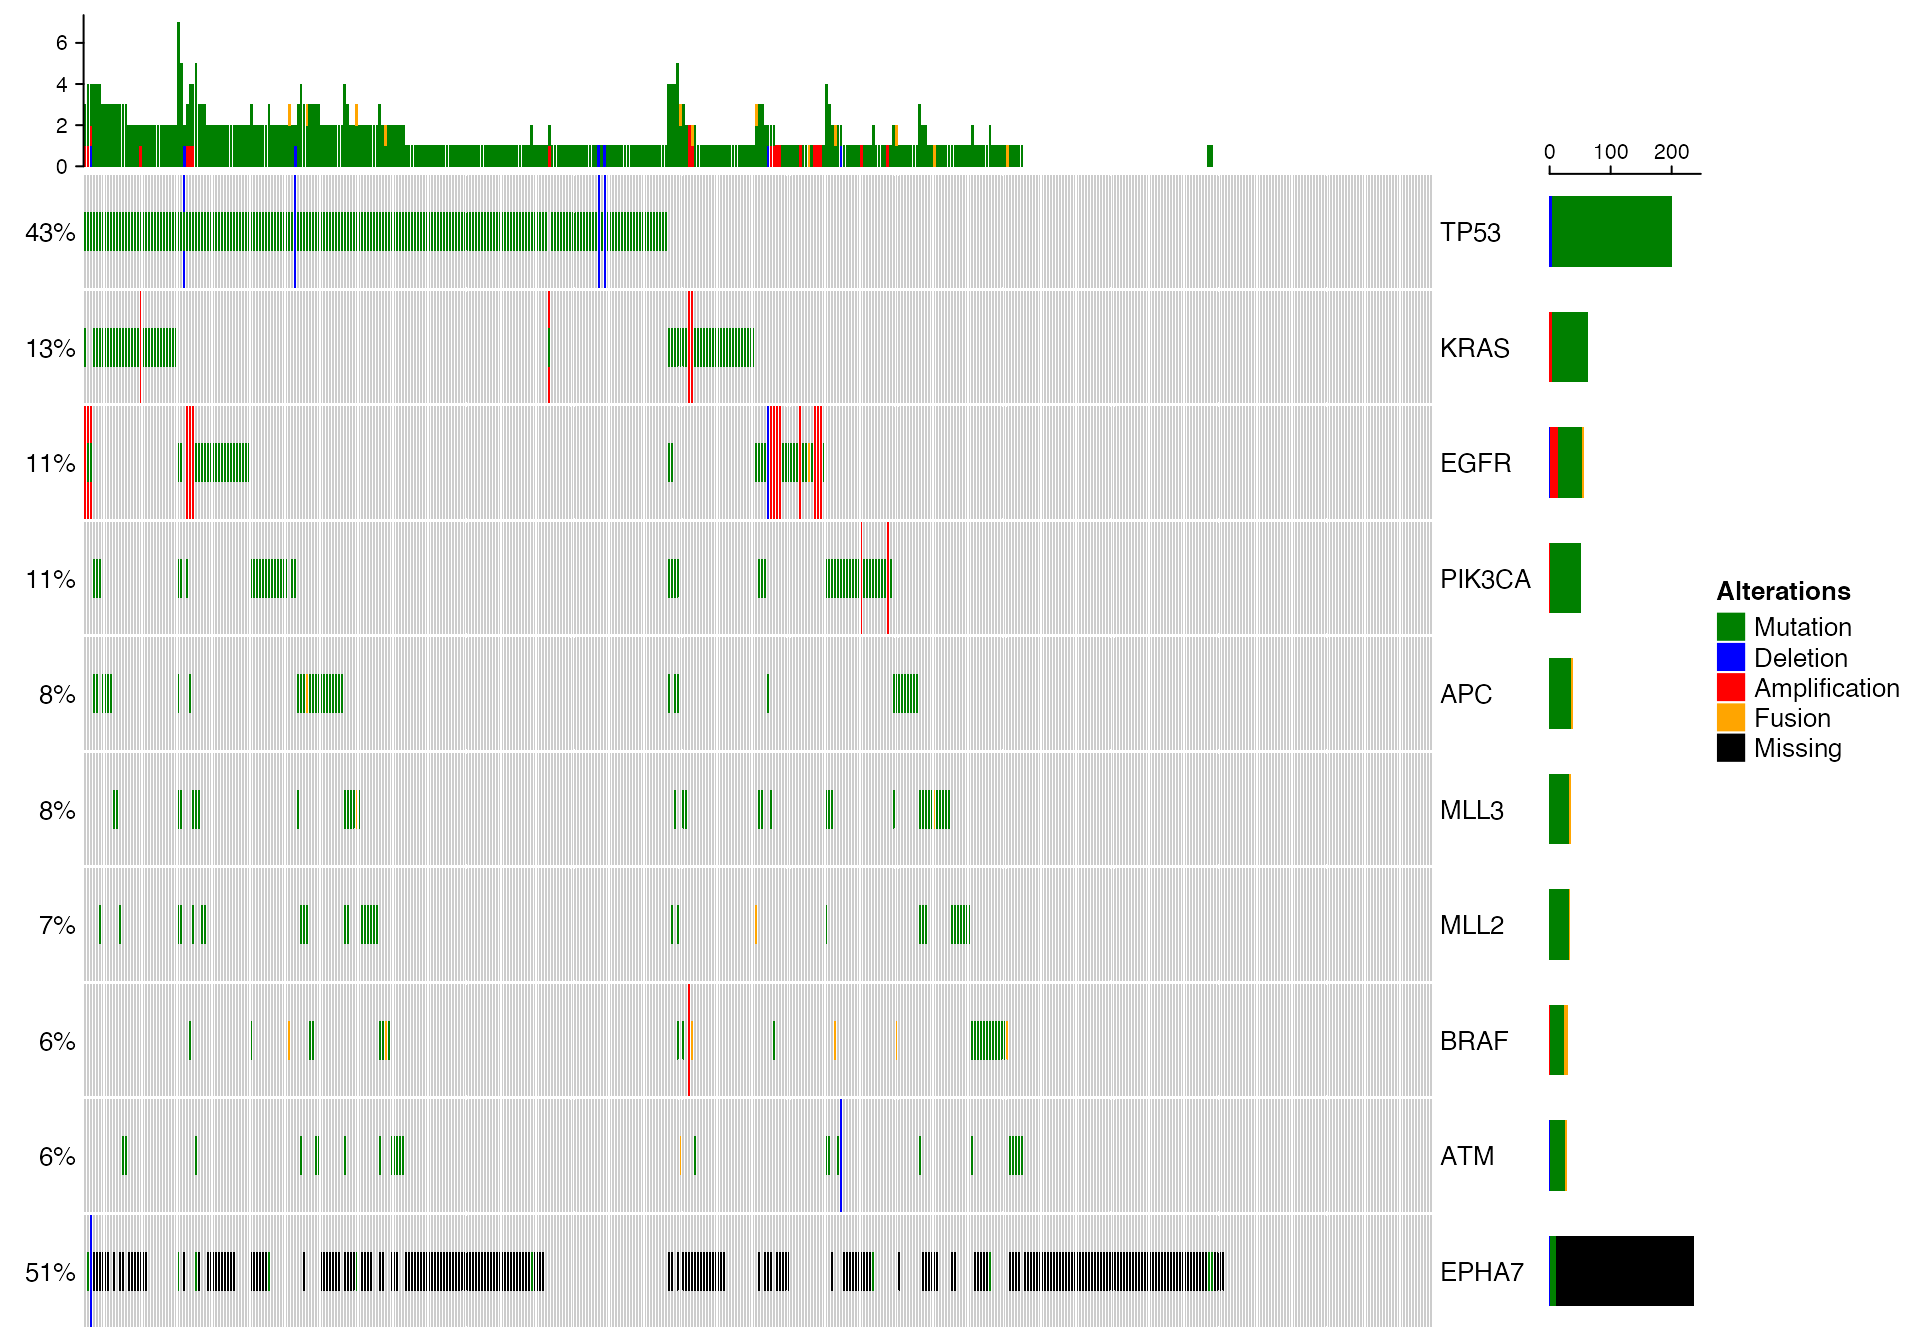 6
4
2
0
0 100 200
43% TP53
13% KRAS
11% EGFR
11% PIK3CA
Alterations
Mutation
Deletion
Amplification
Fusion
Missing
8% APC
8% MLL3
7% MLL2
6% BRAF
6% ATM
51% EPHA7